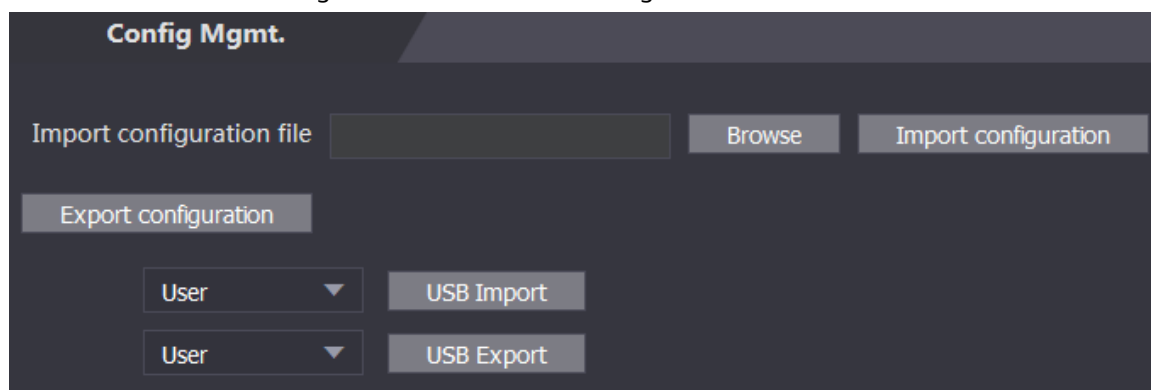 Config Mgmt.
Import configuration file Browse Import configuration
Export configuration
User USB Import
User USB Export